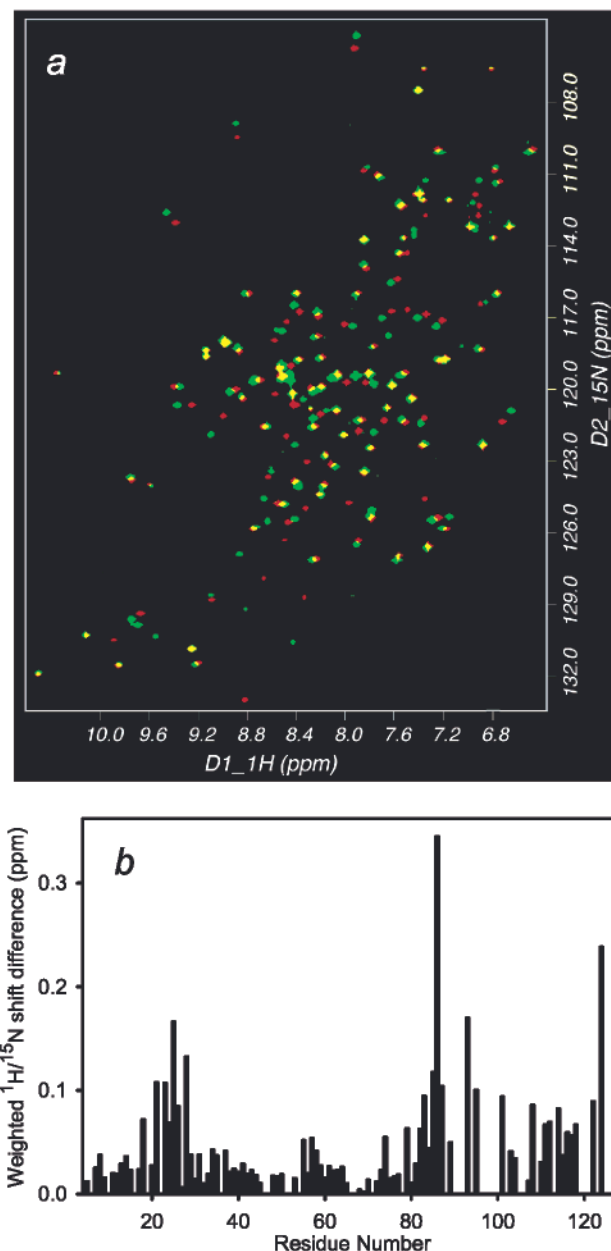 a
108.0
111.0
114.0
117.0
120.0
123.0
126.0
129.0
132.0
D2_15N (ppm)
10.0 9.6 9.2 8.8 8.4 8.0 7.6 7.2 6.8
D1_1H (ppm)
b
Weighted ¹H/¹⁵N shift difference (ppm)
0.3
0.2
0.1
0.0
20 40 60 80 100 120
Residue Number